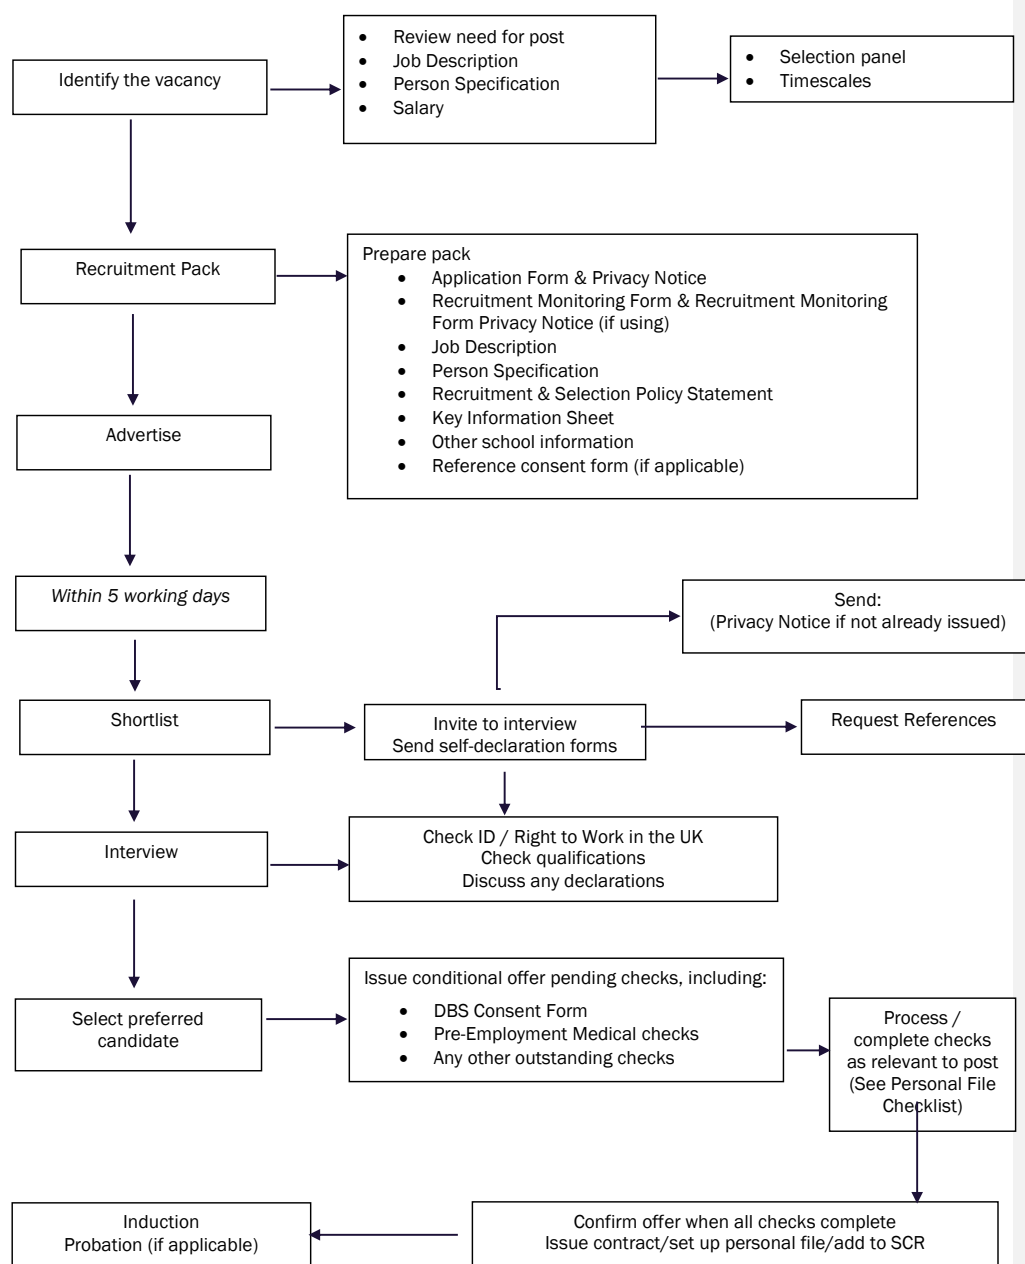 Identify the vacancy
• Review need for post
• Job Description
• Person Specification
• Salary
• Selection panel
• Timescales
Recruitment Pack
Prepare pack
• Application Form & Privacy Notice
• Recruitment Monitoring Form & Recruitment Monitoring
Form Privacy Notice (if using)
• Job Description
• Person Specification
• Recruitment & Selection Policy Statement
• Key Information Sheet
• Other school information
• Reference consent form (if applicable)
Advertise
Within 5 working days
Send:
(Privacy Notice if not already issued)
Shortlist
Invite to interview
Send self-declaration forms
Request References
Interview
Check ID / Right to Work in the UK
Check qualifications
Discuss any declarations
Select preferred
candidate
Issue conditional offer pending checks, including:
• DBS Consent Form
• Pre-Employment Medical checks
• Any other outstanding checks
Process /
complete checks
as relevant to post
(See Personal File
Checklist)
Confirm offer when all checks complete
Issue contract/set up personal file/add to SCR
Induction
Probation (if applicable)